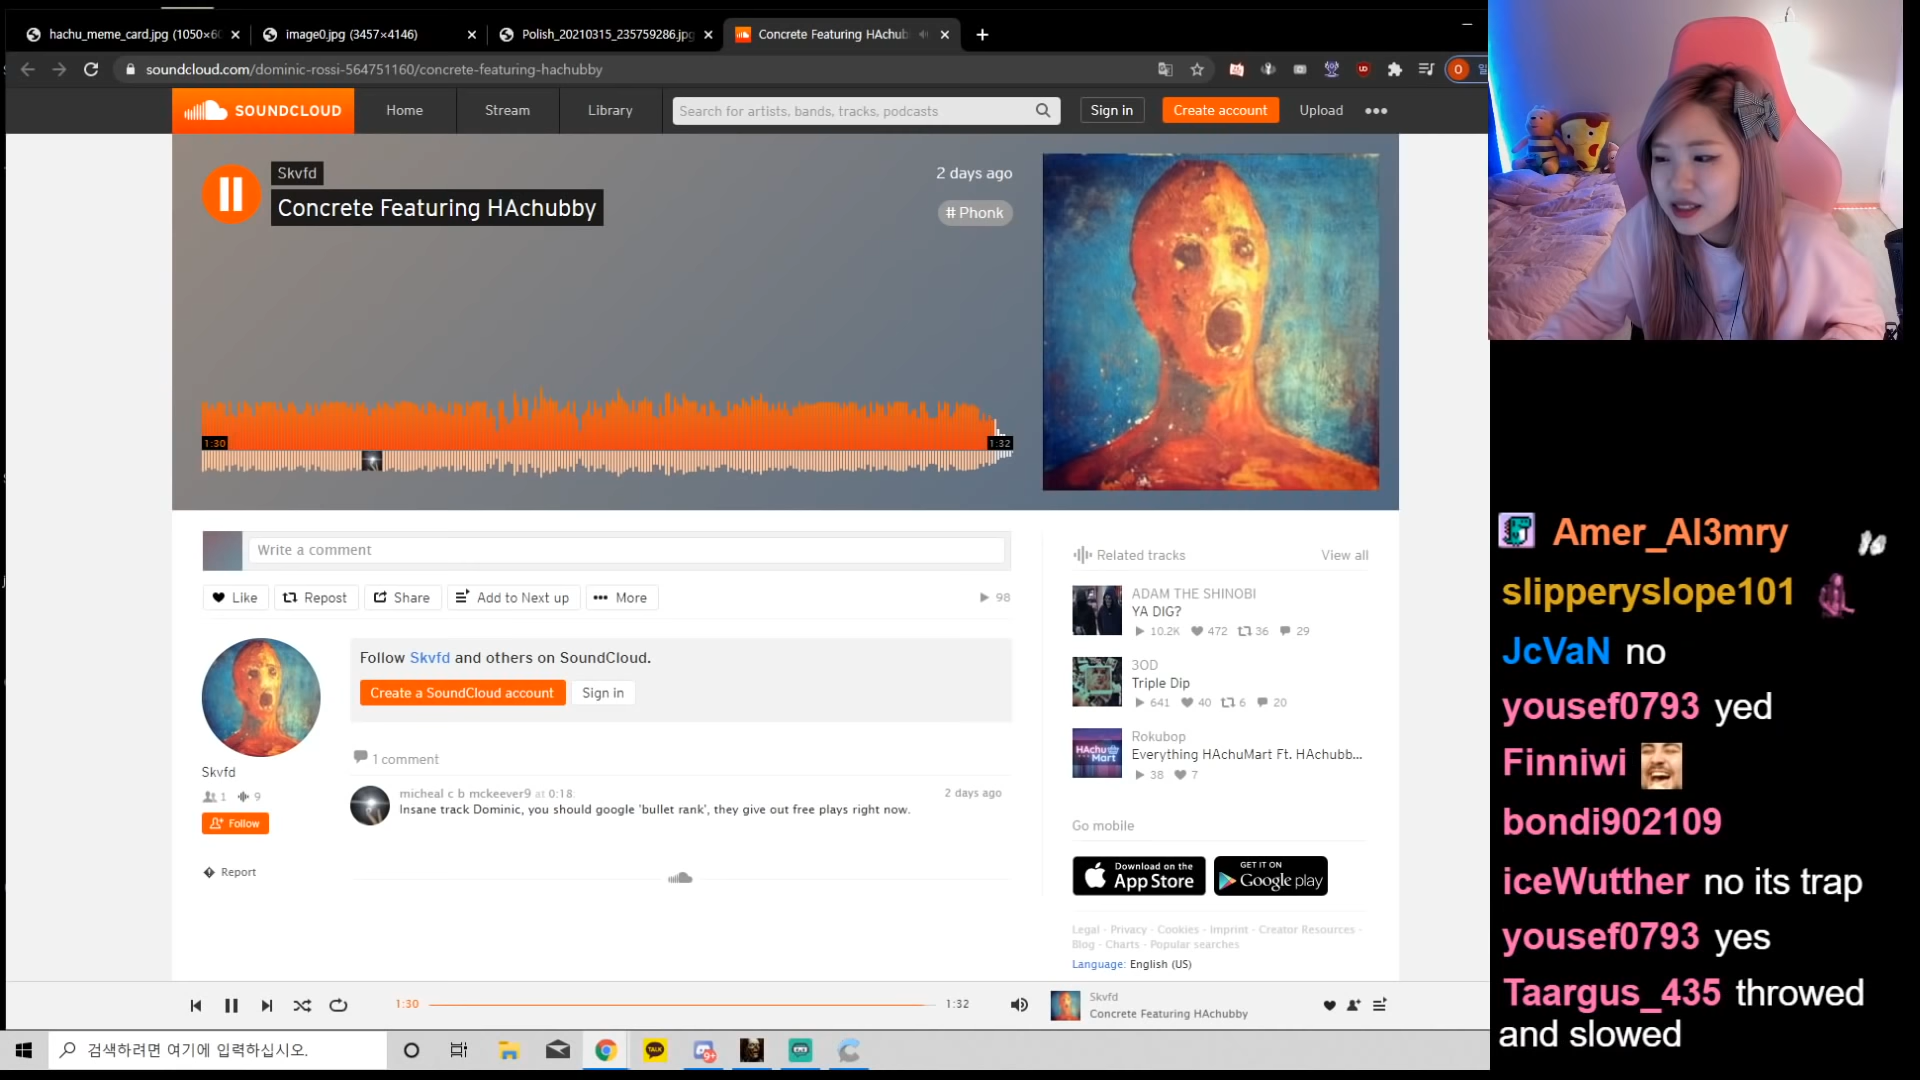 hachu_meme_card.jpg (1050×6
image0.jpg (3457×4146)
Polish_20210315_235759286.jpg
Concrete Featuring HAchub
soundcloud.com/dominic-rossi-564751160/concrete-featuring-hachubby
SOUNDCLOUD
Home
Stream
Library
Search for artists, bands, tracks, podcasts
Sign in
Create account
Upload
Skvfd
2 days ago
Concrete Featuring HAchubby
# Phonk
1:30
1:32
Write a comment
Like
Repost
Share
Add to Next up
More
98
Related tracks
View all
ADAM THE SHINOBI
YA DIG?
10.2K 472 36 29
3OD
Triple Dip
641 40 6 20
HAchu
Mart
Rokubop
Everything HAchuMart Ft. HAchubb...
38 7
Follow Skvfd and others on SoundCloud.
Create a SoundCloud account
Sign in
Skvfd
1 9
Follow
Report
1 comment
micheal c b mckeever9 at 0:18:
2 days ago
Insane track Dominic, you should google 'bullet rank', they give out free plays right now.
Go mobile
Download on the
App Store
GET IT ON
Google play
Legal - Privacy - Cookies - Imprint - Creator Resources -
Blog - Charts - Popular searches
Language: English (US)
1:30
1:32
Skvfd
Concrete Featuring HAchubby
검색하려면 여기에 입력하십시오.
TALK
9+
Amer_Al3mry
slipperyslope101
JcVaN no
yousef0793 yed
Finniwi
bondi902109
iceWutther no its trap
yousef0793 yes
Taargus_435 throwed
and slowed